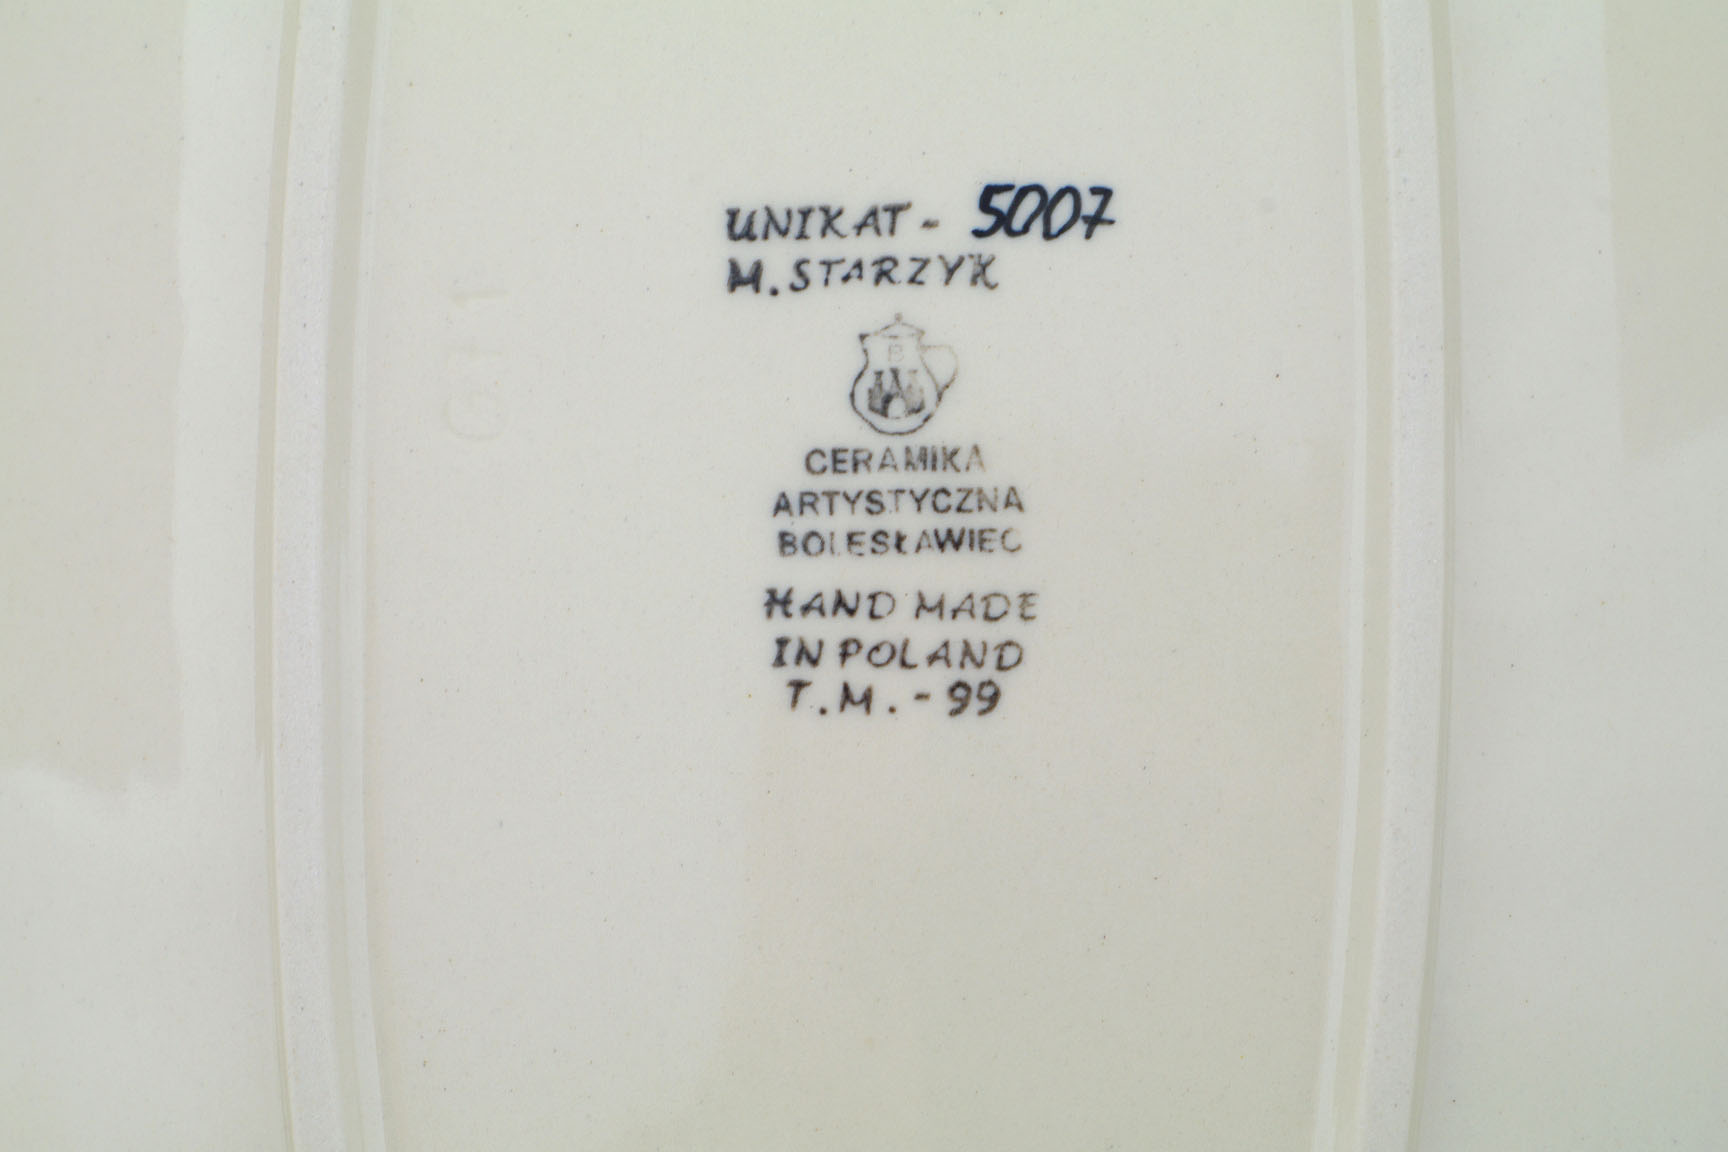 UNIKAT - 5007
M. STARZYK
B
CERAMIKA
ARTYSTYCZNA
BOLESŁAWIEC
HAND MADE
IN POLAND
T.M. - 99